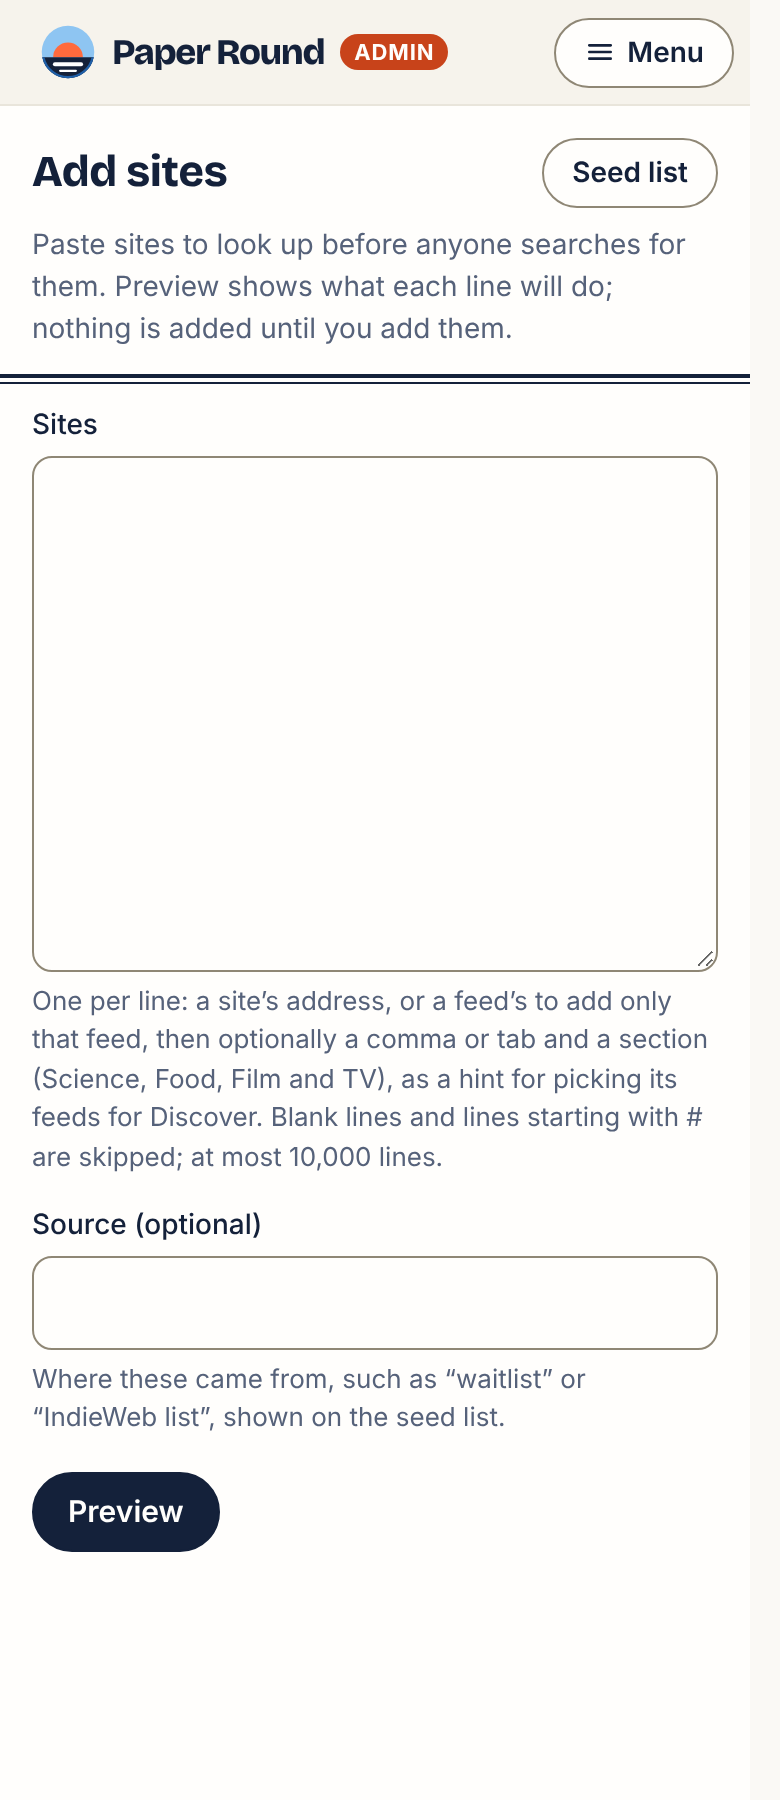 Paper Round ADMIN Menu
Add sites Seed list
Paste sites to look up before anyone searches for
them. Preview shows what each line will do;
nothing is added until you add them.
Sites
One per line: a site’s address, or a feed’s to add only
that feed, then optionally a comma or tab and a section
(Science, Food, Film and TV), as a hint for picking its
feeds for Discover. Blank lines and lines starting with #
are skipped; at most 10,000 lines.
Source (optional)
Where these came from, such as “waitlist” or
“IndieWeb list”, shown on the seed list.
Preview